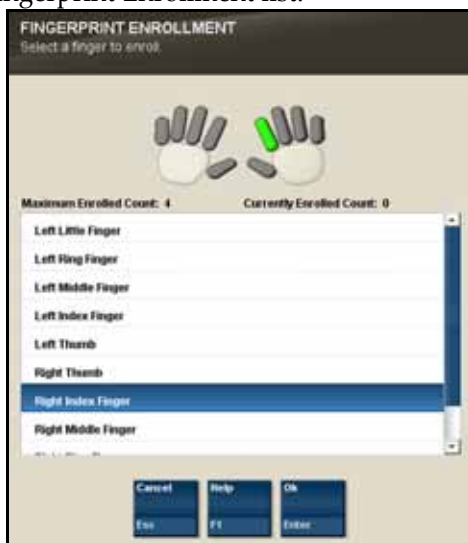 ingerprint Enrollment list.
FINGERPRINT ENROLLMENT
Select a finger to enroll.
Maximum Enrolled Count: 4 Currently Enrolled Count: 0
Left Little Finger
Left Ring Finger
Left Middle Finger
Left Index Finger
Left Thumb
Right Thumb
Right Index Finger
Right Middle Finger
Cancel Help Ok
Esc F1 Enter